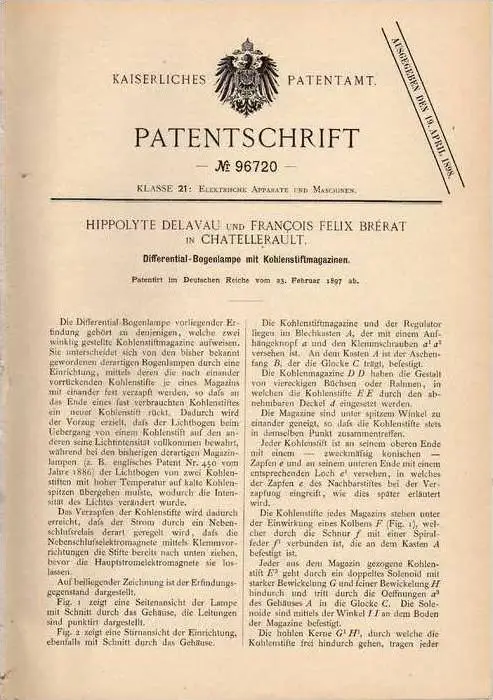 KAISERLICHES PATENTAMT.
AUSGEGEBEN DEN 19. APRIL 1898.
PATENTSCHRIFT
— № 96720 —
KLASSE 21: ELEKTRISCHE APPARATE UND MASCHINEN.
HIPPOLYTE DELAVAU UND FRANÇOIS FELIX BRÉRAT
IN CHATELLERAULT.
Differential-Bogenlampe mit Kohlenstiftmagazinen.
Patentirt im Deutschen Reiche vom 23. Februar 1897 ab.
Die Differential-Bogenlampe vorliegender Er-
findung gehört zu denjenigen, welche zwei
winklig gestellte Kohlenstiftmagazine aufweisen.
Sie unterscheidet sich von den bisher bekannt
gewordenen derartigen Bogenlampen durch eine
Einrichtung, mitels deren die nach einander
vorrückenden Kohlenstifte je eines Magazins
mit einander fest verzapft werden, so daß an
das Ende eines fast verbrauchten Kohlenstiftes
ein neuer Kohlenstift rückt. Dadurch wird
der Vorzug erzielt, daß der Lichtbogen beim
Uebergang von einem Kohlenstift auf den an-
deren seine Lichtintensität vollkommen bewahrt,
während bei den bisherigen derartigen Magazin-
lampen (z. B. englisches Patent Nr. 450 vom
Jahre 1886) der Lichtbogen von zwei Kohlen-
stiften mit hoher Temperatur auf kalte Kohlen-
spitzen übergehen mußte, wodurch die Inten-
sität des Lichtes verändert wurde.
Das Verzapfen der Kohlenstifte wird dadurch
erreicht, daß der Strom durch ein Neben-
schlußrelais derart geregelt wird, daß die
Nebenschlußelektromagnete mittels Klemmvor-
richtungen die Stifte bereits nach unten ziehen,
bevor die Hauptstromelektromagnete sie los-
lassen.
Auf beiliegender Zeichnung ist der Erfindungs-
gegenstand dargestellt.
Fig. 1 zeigt eine Seitenansicht der Lampe
mit Schnitt durch das Gehäuse, die Leitungen
sind punktirt dargestellt.
Fig. 2 zeigt eine Stirnansicht der Einrichtung,
ebenfalls mit Schnitt durch das Gehäuse.
Die Kohlenstiftmagazine und der Regulator
liegen im Blechkasten A, der mit einem Auf-
hängeknopf a und den Klemmschrauben a¹ a²
versehen ist. An dem Kasten A ist der Aschen-
fang B, der die Glocke C trägt, befestigt.
Die Kohlenmagazine D D haben die Gestalt
von viereckigen Büchsen oder Rahmen, in
welchen die Kohlenstifte E E durch den ab-
nehmbaren Deckel d eingesetzt werden.
Die Magazine sind unter spitzem Winkel zu
einander geneigt, so daß die Kohlenstifte stets
in demselben Punkt zusammentreffen.
Jeder Kohlenstift ist an seinem oberen Ende
mit einem — zweckmäßig konischen —
Zapfen e und an seinem unteren Ende mit einem
entsprechenden Loch e¹ versehen, in welches
der Zapfen e des Nachbarstiftes bei der Ver-
zapfung eingreift, wie dies später erläutert
wird.
Die Kohlenstifte jedes Magazins stehen unter
der Einwirkung eines Kolbens F (Fig. 1), wel-
cher durch die Schnur f mit einer Spiral-
feder f¹ verbunden ist, die an dem Kasten A
befestigt ist.
Jeder aus dem Magazin gezogene Kohlen-
stift E² geht durch ein doppeltes Solenoid mit
starker Bewickelung G und feiner Bewickelung H
hindurch und tritt durch die Oeffnungen a³
des Gehäuses A in die Glocke C. Die Sole-
noide sind mitels der Winkel I I an dem Boden
der Magazine befestigt.
Die hohlen Kerne G¹ H¹, durch welche die
Kohlenstifte frei hindurch gehen, tragen jeder